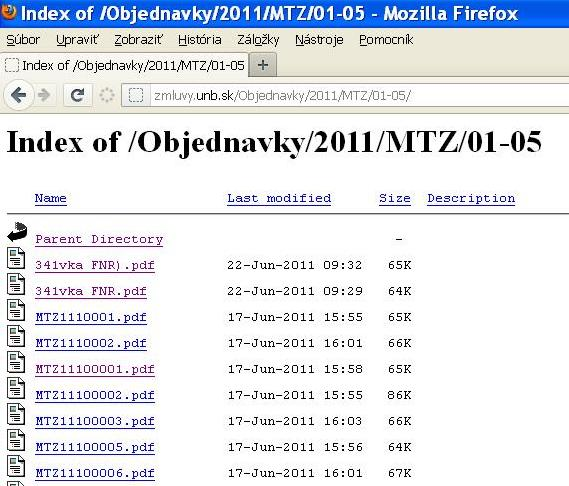 Index of /Objednavky/2011/MTZ/01-05 - Mozilla Firefox
Súbor Upraviť Zobraziť História Záložky Nástroje Pomocník
Index of /Objednavky/2011/MTZ/01-05 +
zmluvy.unb.sk/Objednavky/2011/MTZ/01-05/
Index of /Objednavky/2011/MTZ/01-05
Name Last modified Size Description
Parent Directory -
341vka FNR).pdf 22-Jun-2011 09:32 65K
341vka FNR.pdf 22-Jun-2011 09:29 64K
MTZ1110001.pdf 17-Jun-2011 15:55 65K
MTZ1110002.pdf 17-Jun-2011 16:01 66K
MTZ11100001.pdf 17-Jun-2011 15:58 65K
MTZ11100002.pdf 17-Jun-2011 15:55 86K
MTZ11100003.pdf 17-Jun-2011 16:03 66K
MTZ11100005.pdf 17-Jun-2011 15:56 64K
MTZ11100006.pdf 17-Jun-2011 16:01 67K